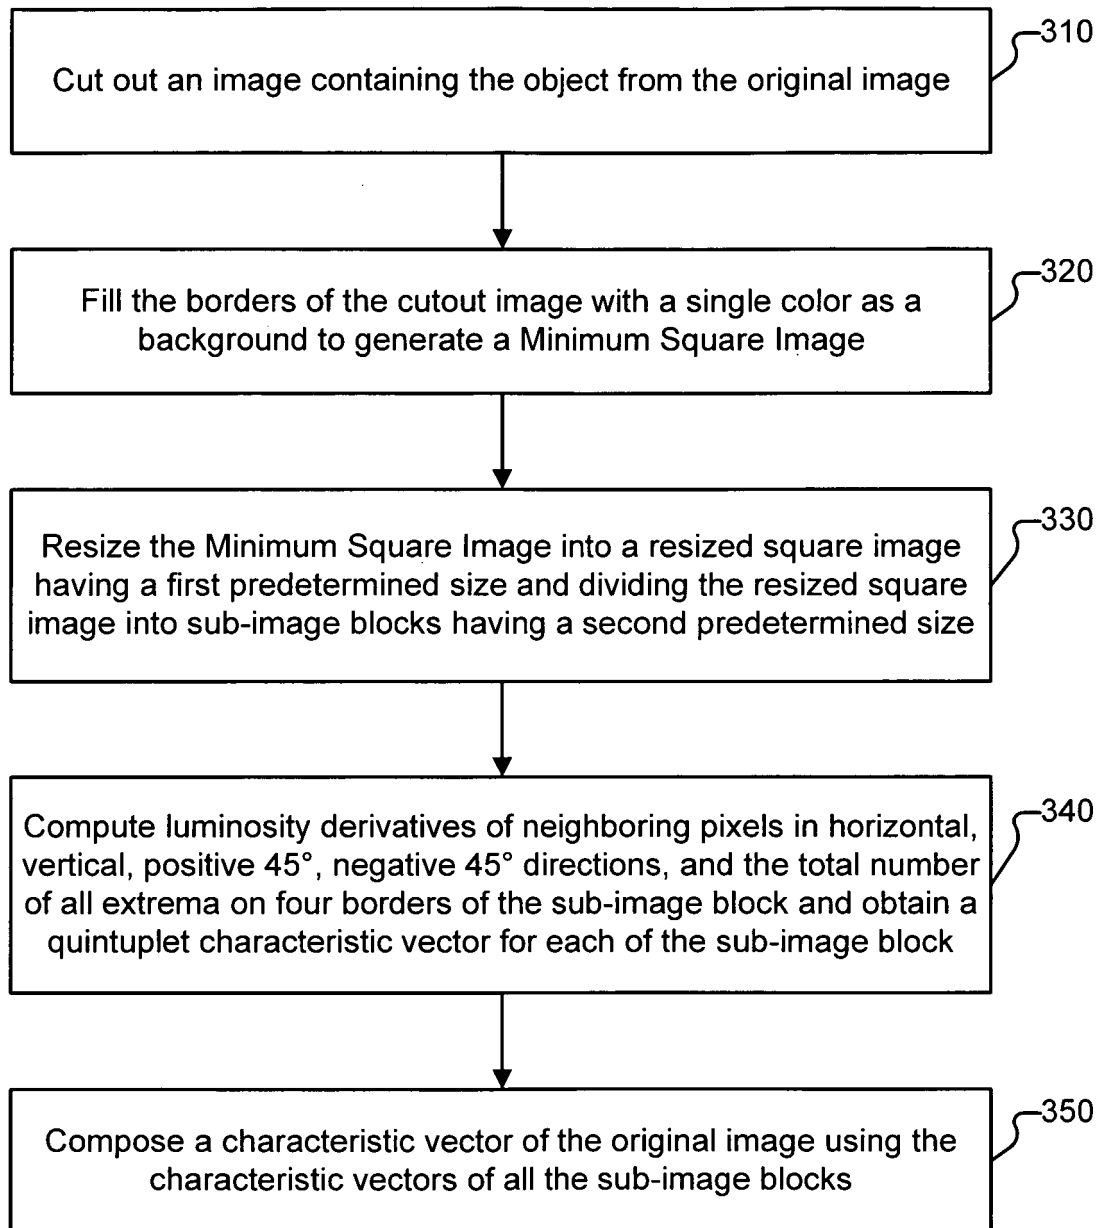 310
Cut out an image containing the object from the original image
320
Fill the borders of the cutout image with a single color as a
background to generate a Minimum Square Image
330
Resize the Minimum Square Image into a resized square image
having a first predetermined size and dividing the resized square
image into sub-image blocks having a second predetermined size
340
Compute luminosity derivatives of neighboring pixels in horizontal,
vertical, positive 45°, negative 45° directions, and the total number
of all extrema on four borders of the sub-image block and obtain a
quintuplet characteristic vector for each of the sub-image block
350
Compose a characteristic vector of the original image using the
characteristic vectors of all the sub-image blocks